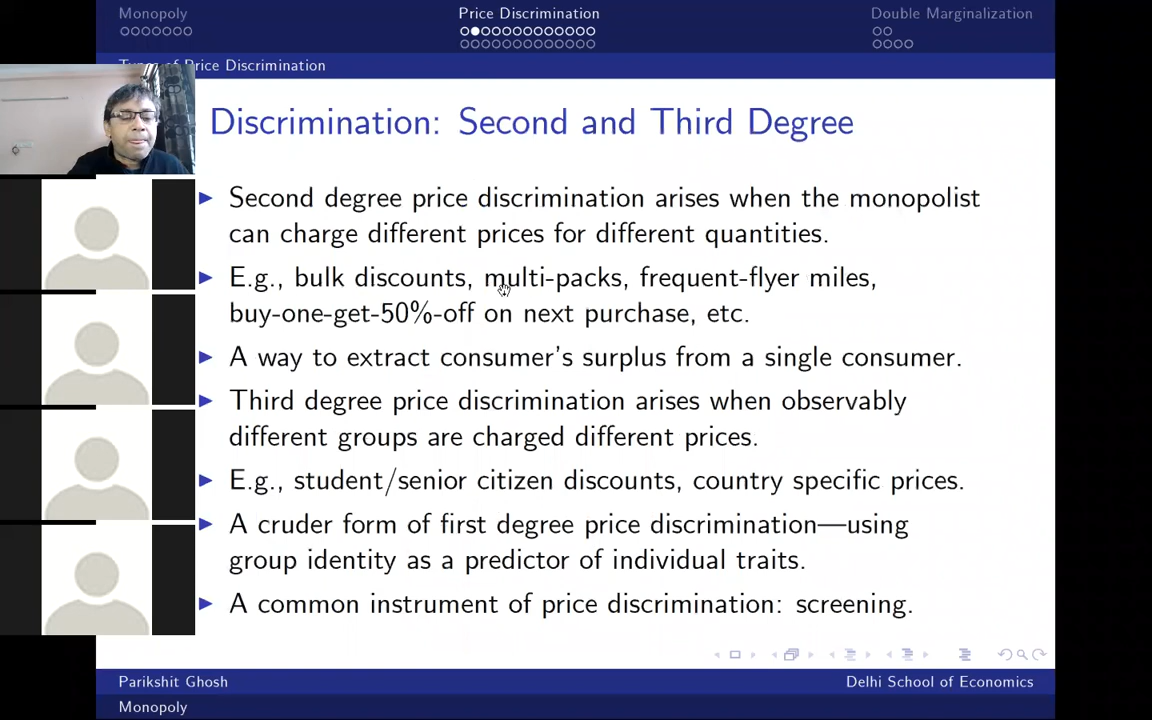 Monopoly
Price Discrimination
Double Marginalization
Types of Price Discrimination
Discrimination: Second and Third Degree
Second degree price discrimination arises when the monopolist
can charge different prices for different quantities.
E.g., bulk discounts, multi-packs, frequent-flyer miles,
buy-one-get-50%-off on next purchase, etc.
A way to extract consumer's surplus from a single consumer.
Third degree price discrimination arises when observably
different groups are charged different prices.
E.g., student/senior citizen discounts, country specific prices.
A cruder form of first degree price discrimination—using
group identity as a predictor of individual traits.
A common instrument of price discrimination: screening.
Parikshit Ghosh
Delhi School of Economics
Monopoly